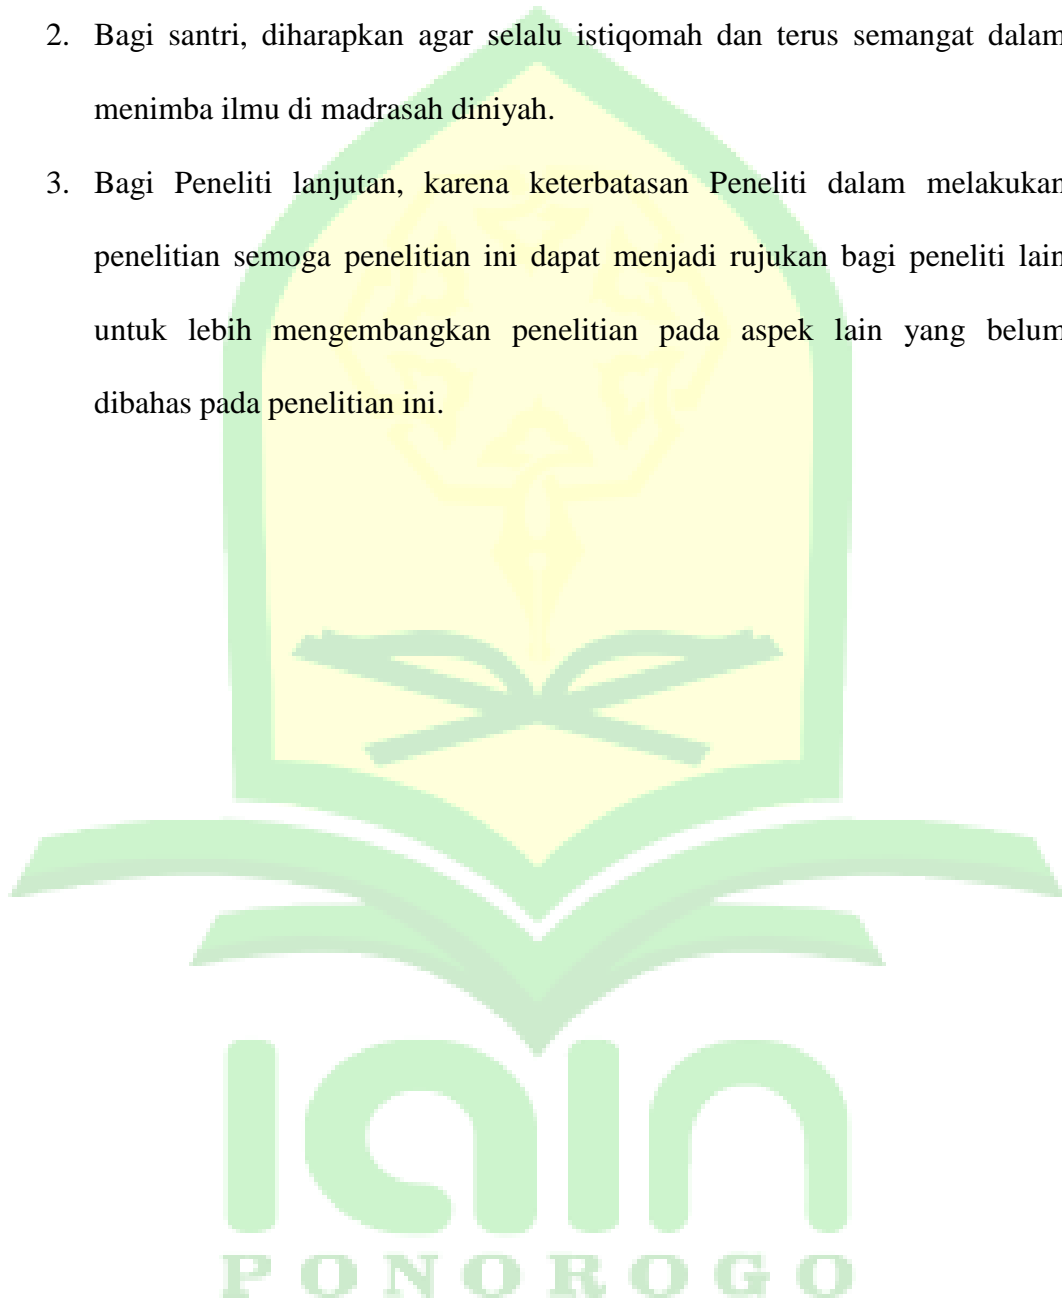 2. Bagi santri, diharapkan agar selalu istiqomah dan terus semangat dalam
menimba ilmu di madrasah diniyah.
3. Bagi Peneliti lanjutan, karena keterbatasan Peneliti dalam melakukan
penelitian semoga penelitian ini dapat menjadi rujukan bagi peneliti lain
untuk lebih mengembangkan penelitian pada aspek lain yang belum
dibahas pada penelitian ini.
iain
PONOROGO